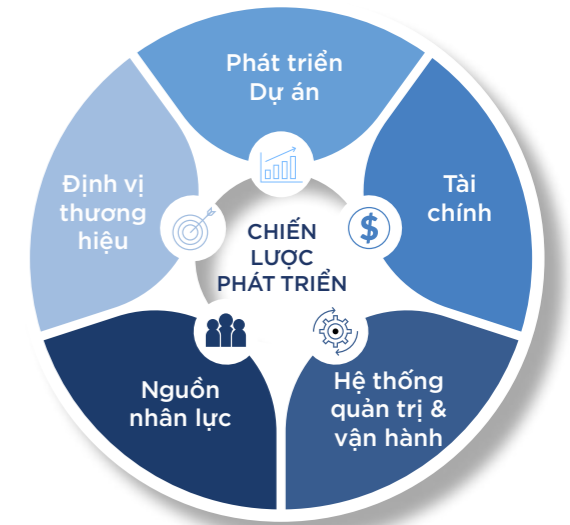 Phát triển
Dự án
Tài
chính
Hệ thống
quản trị &
vận hành
Nguồn
nhân lực
Định vị
thương
hiệu
CHIẾN
LƯỢC
PHÁT TRIỂN
$